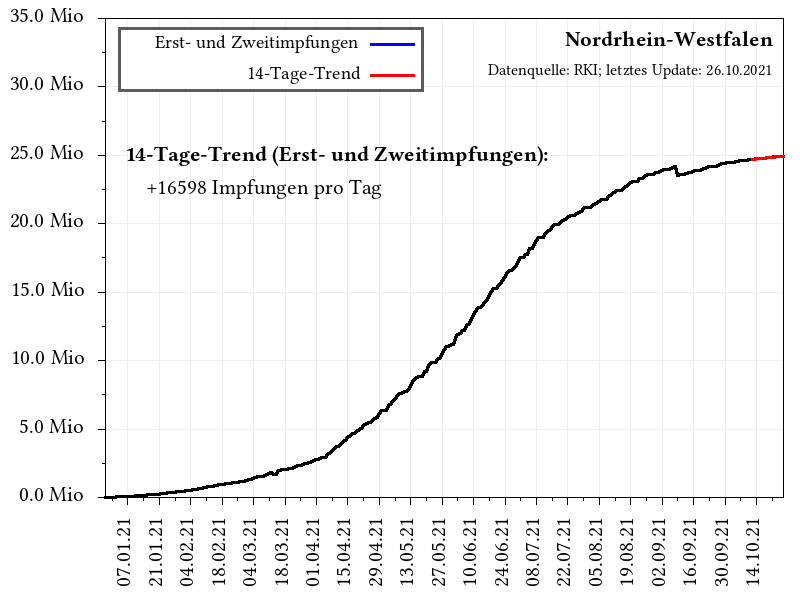 35.0 Mio
30.0 Mio
25.0 Mio
20.0 Mio
15.0 Mio
10.0 Mio
5.0 Mio
0.0 Mio
Erst- und Zweitimpfungen
14-Tage-Trend
Nordrhein-Westfalen
Datenquelle: RKI; letztes Update: 26.10.2021
14-Tage-Trend (Erst- und Zweitimpfungen):
+16598 Impfungen pro Tag
07.01.21
21.01.21
04.02.21
18.02.21
04.03.21
18.03.21
01.04.21
15.04.21
29.04.21
13.05.21
27.05.21
10.06.21
24.06.21
08.07.21
22.07.21
05.08.21
19.08.21
02.09.21
16.09.21
30.09.21
14.10.21